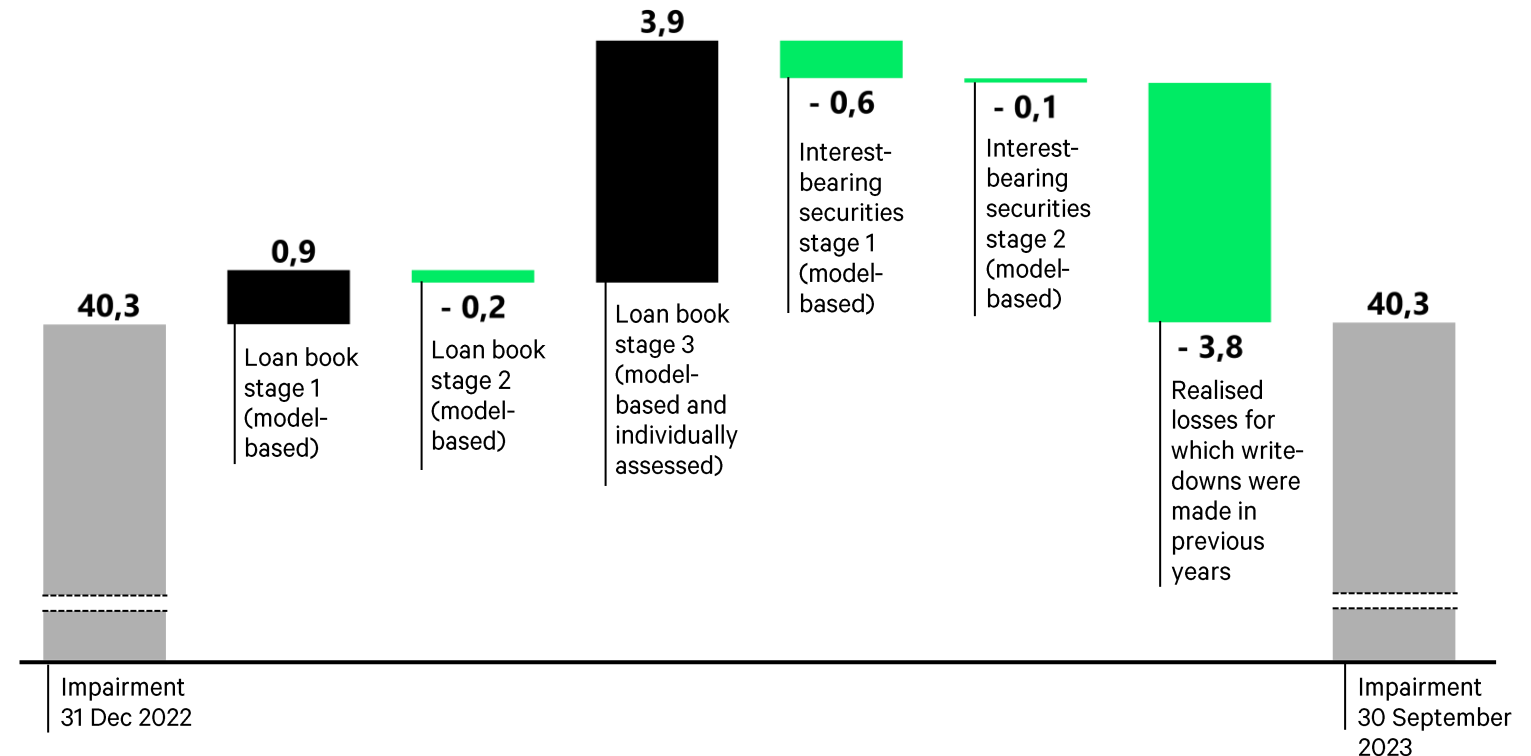 40,3
Impairment
31 Dec 2022
0,9
Loan book
stage 1
(model-
based)
- 0,2
Loan book
stage 2
(model-
based)
3,9
Loan book
stage 3
(model-
based and
individually
assessed)
- 0,6
Interest-
bearing
securities
stage 1
(model-
based)
- 0,1
Interest-
bearing
securities
stage 2
(model-
based)
- 3,8
Realised
losses for
which write-
downs were
made in
previous
years
40,3
Impairment
30 September
2023